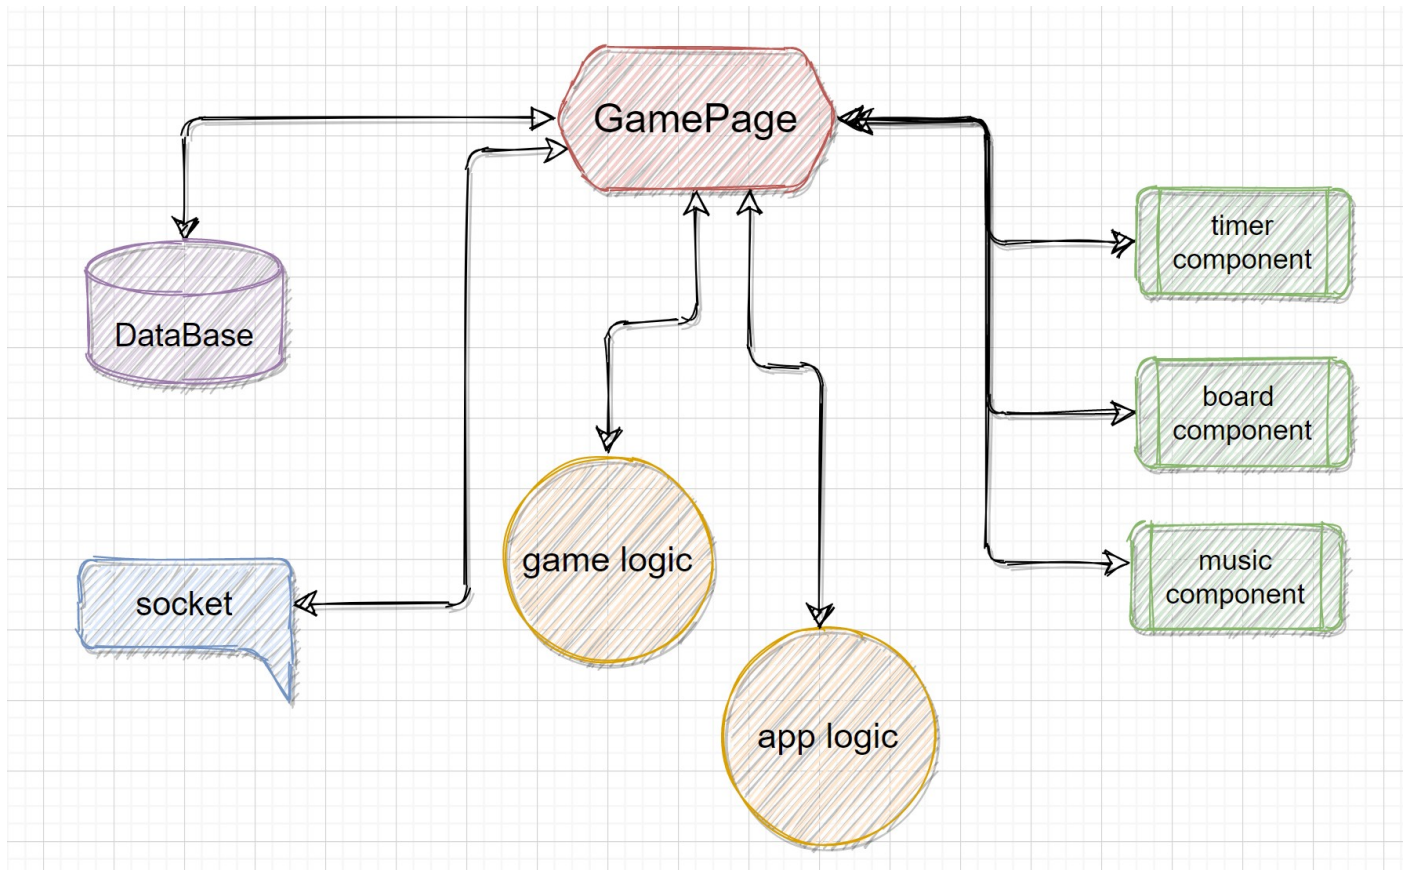 GamePage
timer
component
DataBase
board
component
game logic
music
component
socket
app logic